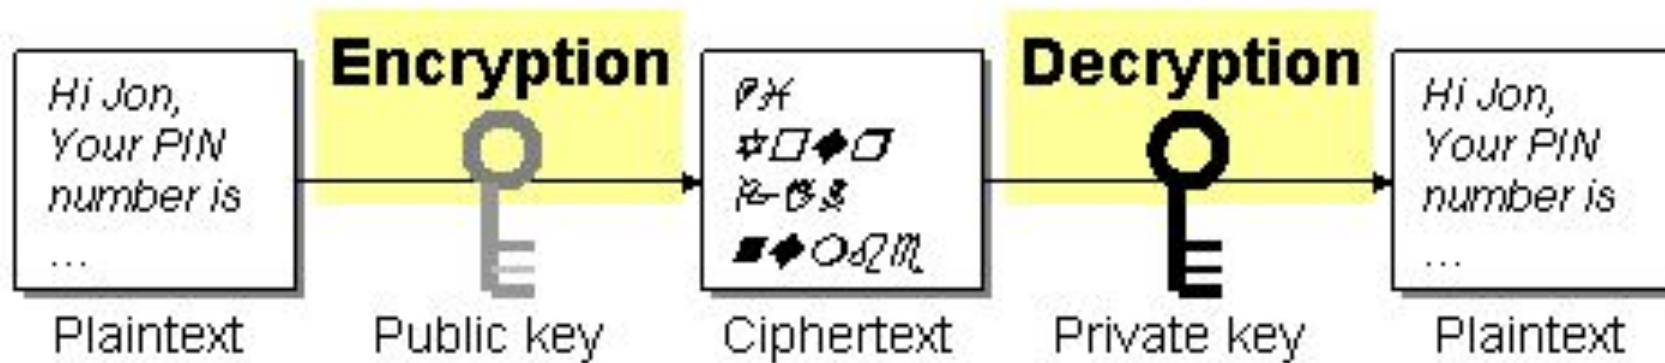 Hi Jon,
Your PIN
number is
...
Plaintext
Encryption
Public key
♓
✡□⬥❒
🏱✋☠
■⬥❍♌♏
Ciphertext
Decryption
Private key
Hi Jon,
Your PIN
number is
...
Plaintext